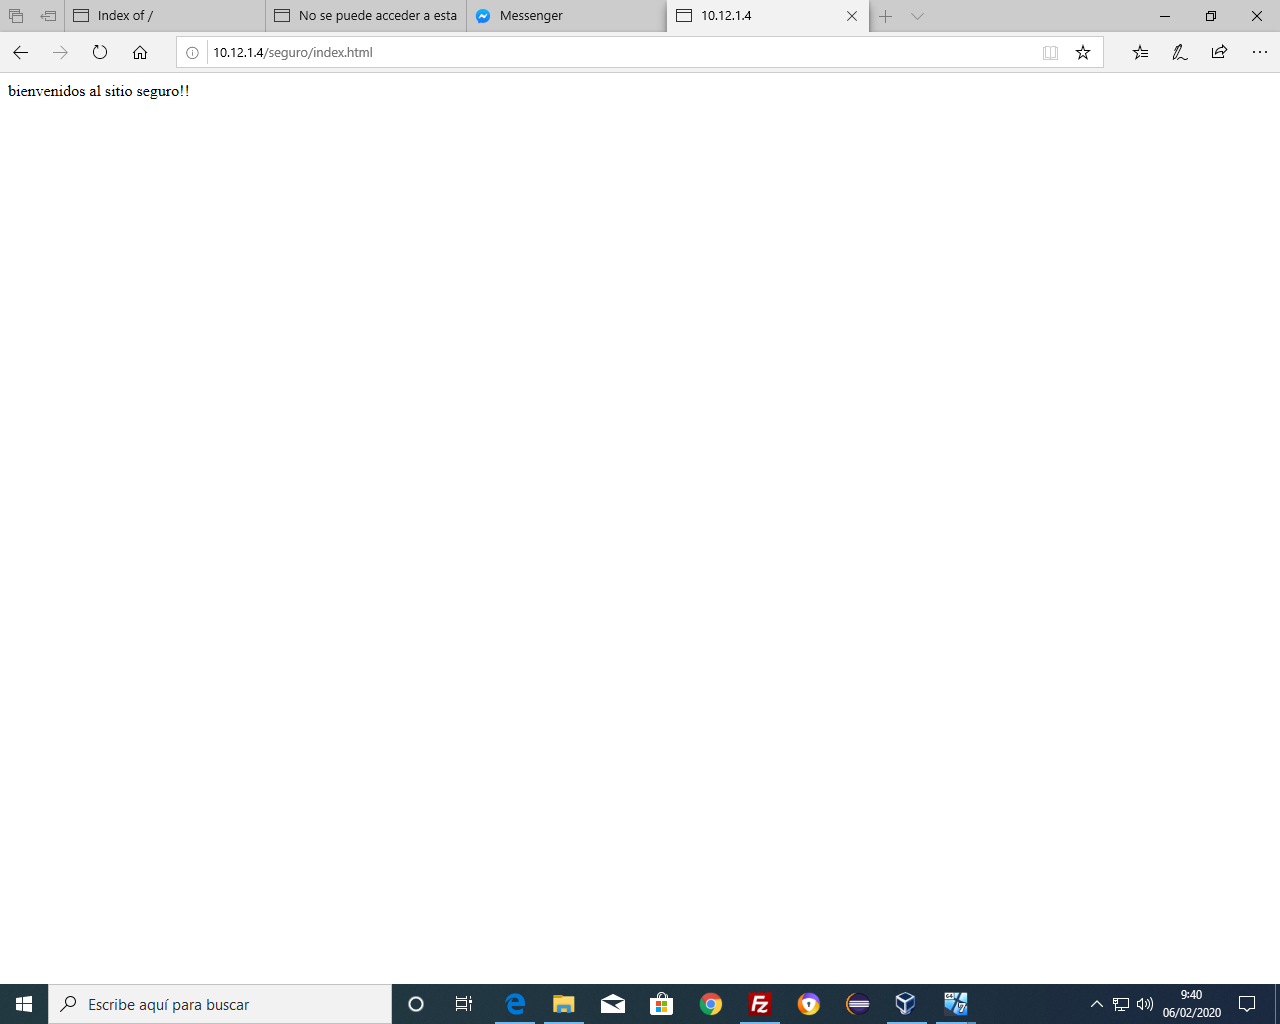 Index of /
No se puede acceder a esta
Messenger
10.12.1.4
10.12.1.4/seguro/index.html
bienvenidos al sitio seguro!!
Escribe aquí para buscar
9:40
06/02/2020